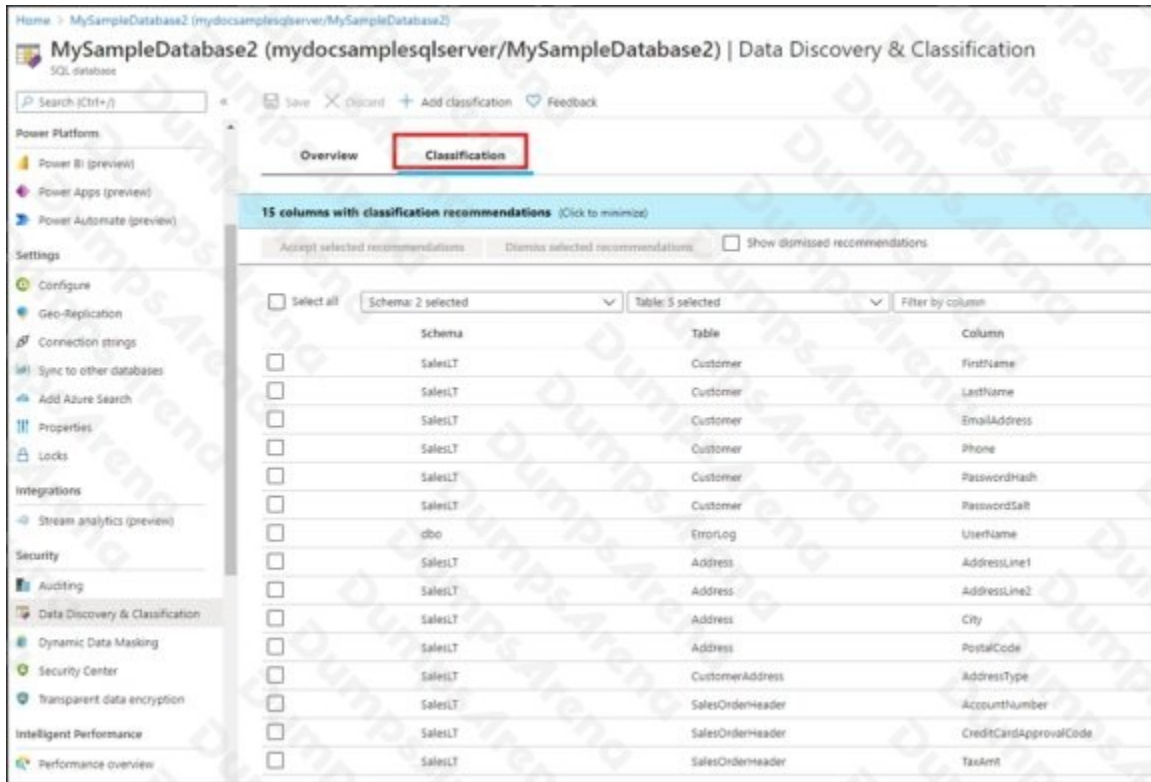 Home > MySampleDatabase2 (mydocsamplesqlserver/MySampleDatabase2)
MySampleDatabase2 (mydocsamplesqlserver/MySampleDatabase2) | Data Discovery & Classification
SQL database
Search (Ctrl+/)
«
Save
Discard
+ Add classification
Feedback
Power Platform
Power BI (preview)
Power Apps (preview)
Power Automate (preview)
Settings
Configure
Geo-Replication
Connection strings
Sync to other databases
Add Azure Search
Properties
Locks
Integrations
Stream analytics (preview)
Security
Auditing
Data Discovery & Classification
Dynamic Data Masking
Security Center
Transparent data encryption
Intelligent Performance
Performance overview
Overview
Classification
15 columns with classification recommendations (Click to minimize)
Accept selected recommendations
Dismiss selected recommendations
Show dismissed recommendations
Select all
Schema: 2 selected
Table: 5 selected
Filter by column
Schema Table Column
SalesLT Customer FirstName
SalesLT Customer LastName
SalesLT Customer EmailAddress
SalesLT Customer Phone
SalesLT Customer PasswordHash
SalesLT Customer PasswordSalt
dbo ErrorLog UserName
SalesLT Address AddressLine1
SalesLT Address AddressLine2
SalesLT Address City
SalesLT Address PostalCode
SalesLT CustomerAddress AddressType
SalesLT SalesOrderHeader AccountNumber
SalesLT SalesOrderHeader CreditCardApprovalCode
SalesLT SalesOrderHeader TaxAmt
Dumps4rena